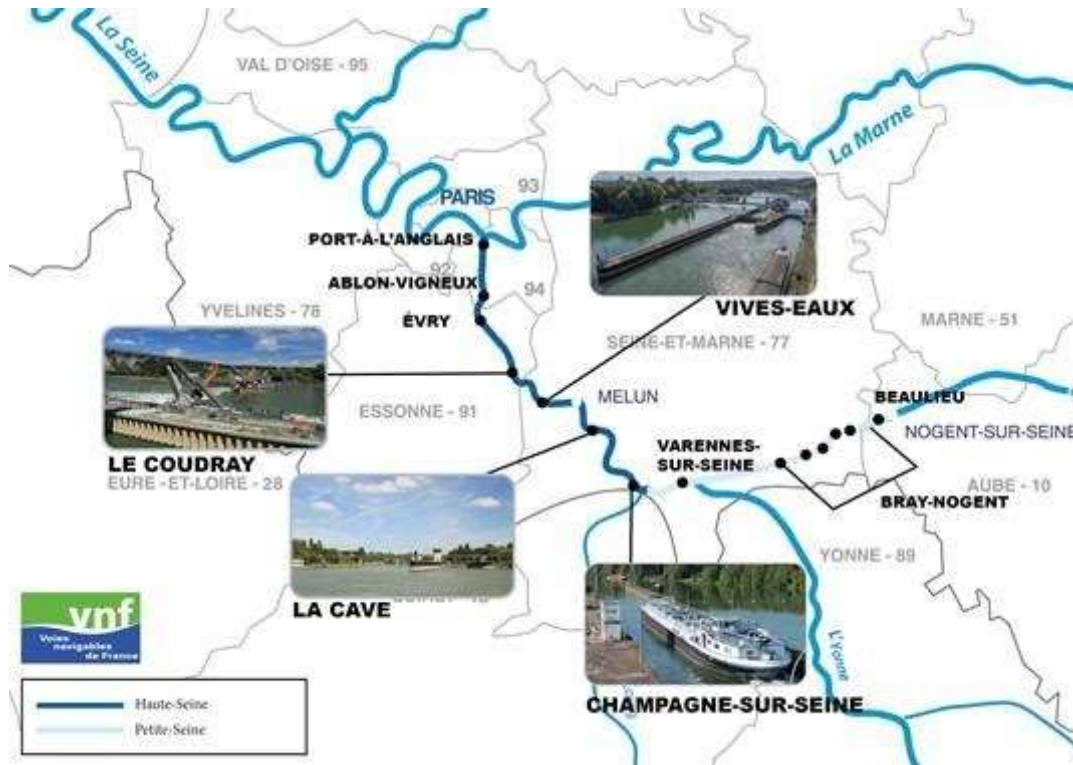 La Seine
VAL D'OISE - 95
La Marne
93
PARIS
PORT-À-L'ANGLAIS
92
ABLON-VIGNEUX
94
YVELINES - 78
ÉVRY
VIVES-EAUX
SEINE-ET-MARNE - 77
MARNE - 51
ESSONNE - 91
MELUN
BEAULIEU
NOGENT-SUR-SEINE
VARENNES-
SUR-SEINE
LE COUDRAY
EURE -ET-LOIRE - 28
AUBE - 10
BRAY-NOGENT
YONNE - 89
LA CAVE
L'Yonne
CHAMPAGNE-SUR-SEINE
vnf
Voies
navigables
de France
Haute-Seine
Petite-Seine